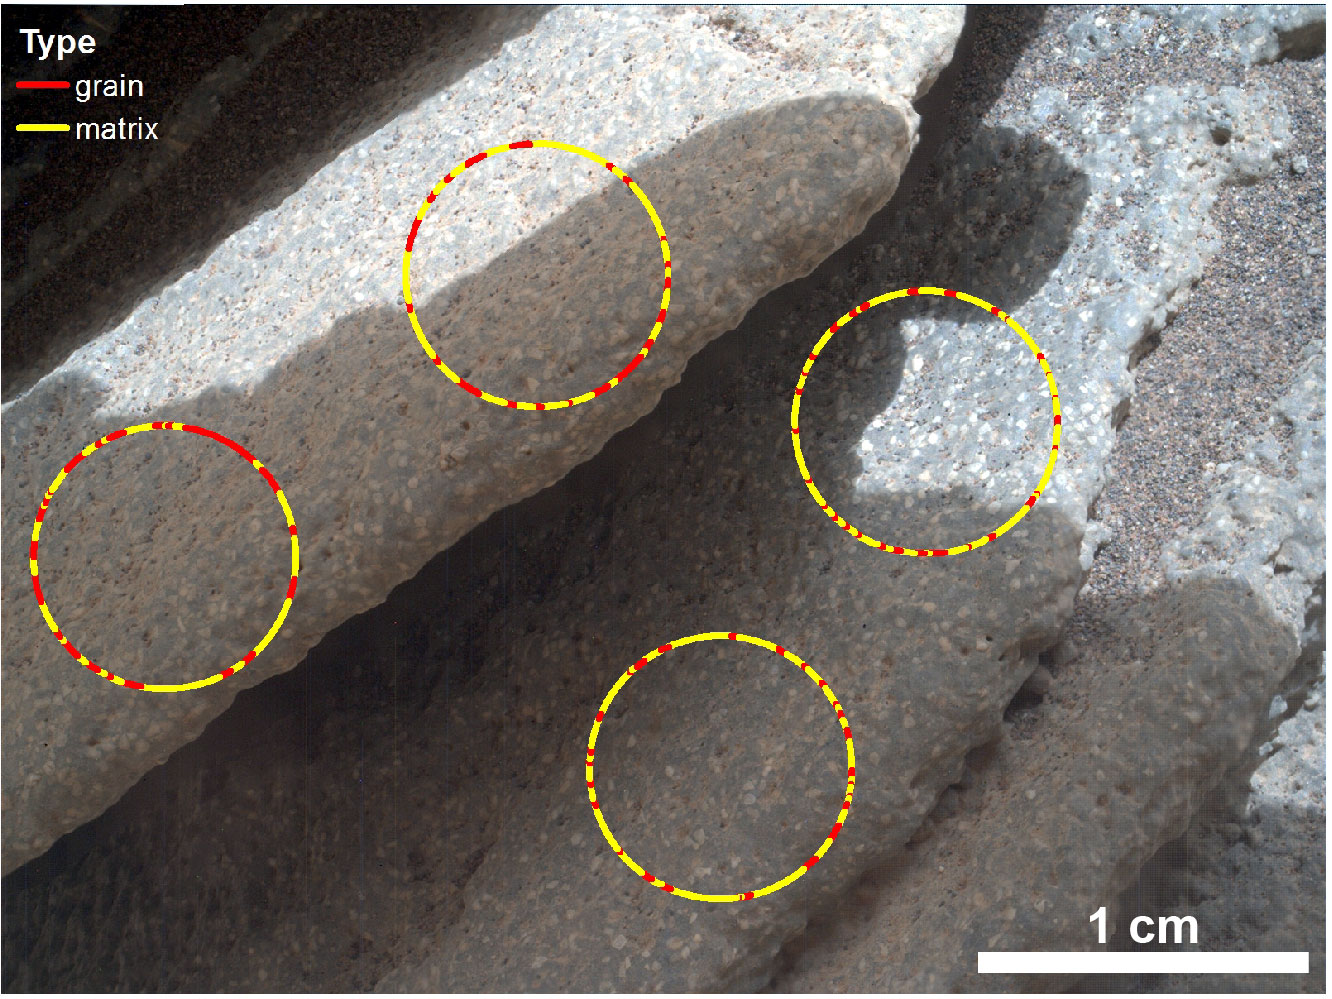 Type
grain
matrix
1 cm